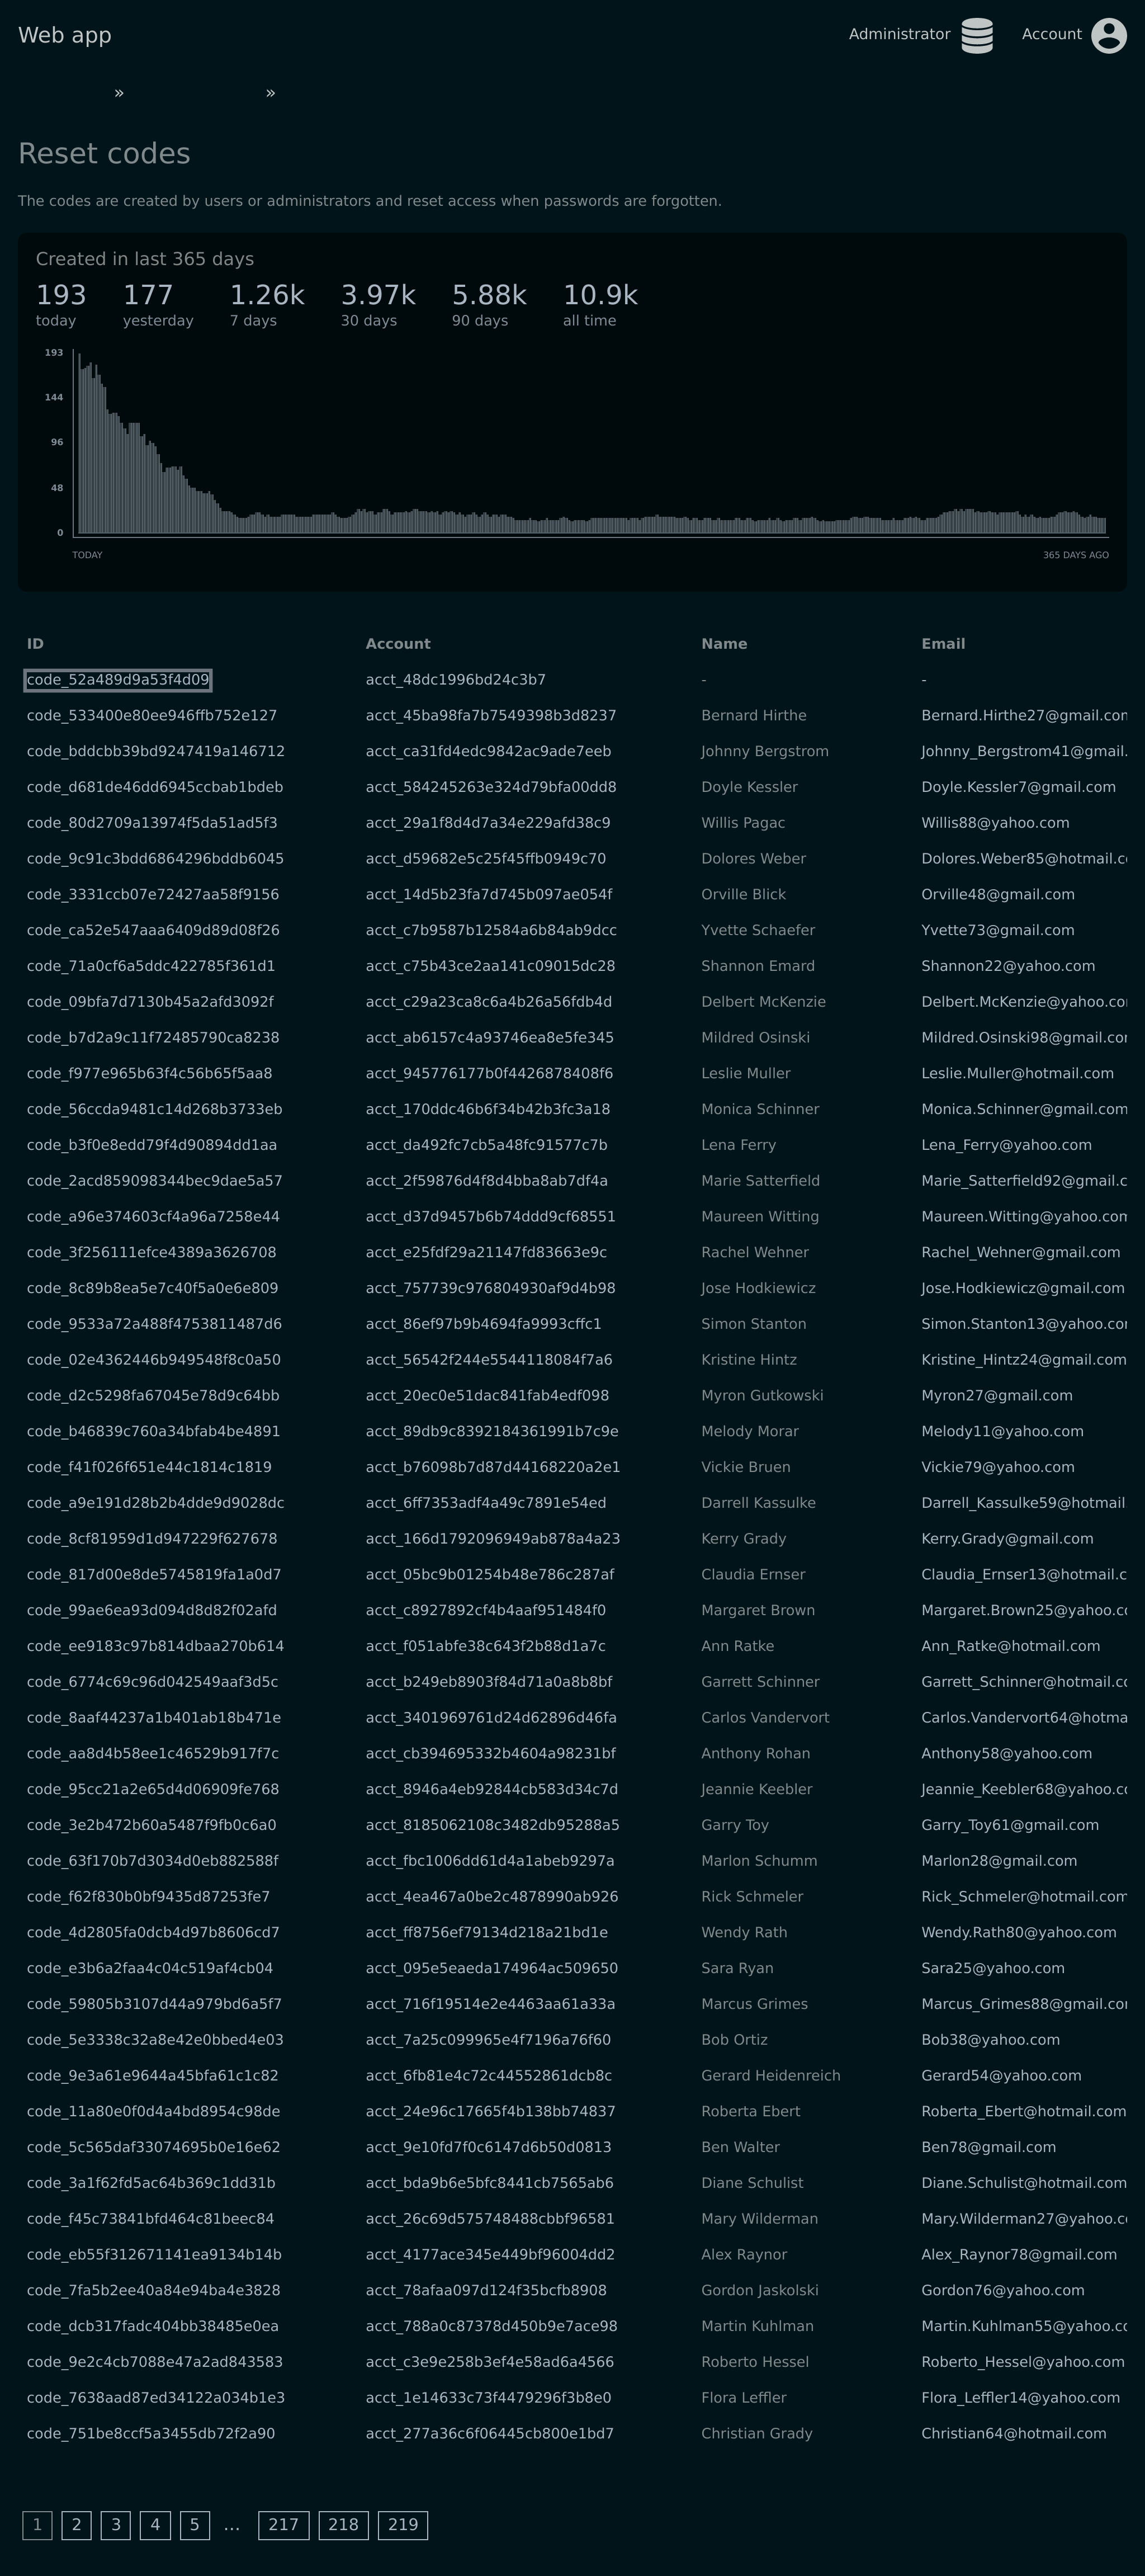 Web app Administrator Account
» »
Reset codes
The codes are created by users or administrators and reset access when passwords are forgotten.
Created in last 365 days
193 177 1.26k 3.97k 5.88k 10.9k
today yesterday 7 days 30 days 90 days all time
193
144
96
48
0
TODAY 365 DAYS AGO
ID Account Name Email
code_52a489d9a53f4d09 acct_48dc1996bd24c3b7 - -
code_533400e80ee946ffb752e127 acct_45ba98fa7b7549398b3d8237 Bernard Hirthe Bernard.Hirthe27@gmail.com
code_bddcbb39bd9247419a146712 acct_ca31fd4edc9842ac9ade7eeb Johnny Bergstrom Johnny_Bergstrom41@gmail.
code_d681de46dd6945ccbab1bdeb acct_584245263e324d79bfa00dd8 Doyle Kessler Doyle.Kessler7@gmail.com
code_80d2709a13974f5da51ad5f3 acct_29a1f8d4d7a34e229afd38c9 Willis Pagac Willis88@yahoo.com
code_9c91c3bdd6864296bddb6045 acct_d59682e5c25f45ffb0949c70 Dolores Weber Dolores.Weber85@hotmail.c
code_3331ccb07e72427aa58f9156 acct_14d5b23fa7d745b097ae054f Orville Blick Orville48@gmail.com
code_ca52e547aaa6409d89d08f26 acct_c7b9587b12584a6b84ab9dcc Yvette Schaefer Yvette73@gmail.com
code_71a0cf6a5ddc422785f361d1 acct_c75b43ce2aa141c09015dc28 Shannon Emard Shannon22@yahoo.com
code_09bfa7d7130b45a2afd3092f acct_c29a23ca8c6a4b26a56fdb4d Delbert McKenzie Delbert.McKenzie@yahoo.co
code_b7d2a9c11f72485790ca8238 acct_ab6157c4a93746ea8e5fe345 Mildred Osinski Mildred.Osinski98@gmail.co
code_f977e965b63f4c56b65f5aa8 acct_945776177b0f4426878408f6 Leslie Muller Leslie.Muller@hotmail.com
code_56ccda9481c14d268b3733eb acct_170ddc46b6f34b42b3fc3a18 Monica Schinner Monica.Schinner@gmail.com
code_b3f0e8edd79f4d90894dd1aa acct_da492fc7cb5a48fc91577c7b Lena Ferry Lena_Ferry@yahoo.com
code_2acd859098344bec9dae5a57 acct_2f59876d4f8d4bba8ab7df4a Marie Satterfield Marie_Satterfield92@gmail.c
code_a96e374603cf4a96a7258e44 acct_d37d9457b6b74ddd9cf68551 Maureen Witting Maureen.Witting@yahoo.com
code_3f256111efce4389a3626708 acct_e25fdf29a21147fd83663e9c Rachel Wehner Rachel_Wehner@gmail.com
code_8c89b8ea5e7c40f5a0e6e809 acct_757739c976804930af9d4b98 Jose Hodkiewicz Jose.Hodkiewicz@gmail.com
code_9533a72a488f4753811487d6 acct_86ef97b9b4694fa9993cffc1 Simon Stanton Simon.Stanton13@yahoo.co
code_02e4362446b949548f8c0a50 acct_56542f244e5544118084f7a6 Kristine Hintz Kristine_Hintz24@gmail.com
code_d2c5298fa67045e78d9c64bb acct_20ec0e51dac841fab4edf098 Myron Gutkowski Myron27@gmail.com
code_b46839c760a34bfab4be4891 acct_89db9c8392184361991b7c9e Melody Morar Melody11@yahoo.com
code_f41f026f651e44c1814c1819 acct_b76098b7d87d44168220a2e1 Vickie Bruen Vickie79@yahoo.com
code_a9e191d28b2b4dde9d9028dc acct_6ff7353adf4a49c7891e54ed Darrell Kassulke Darrell_Kassulke59@hotmail
code_8cf81959d1d947229f627678 acct_166d1792096949ab878a4a23 Kerry Grady Kerry.Grady@gmail.com
code_817d00e8de5745819fa1a0d7 acct_05bc9b01254b48e786c287af Claudia Ernser Claudia_Ernser13@hotmail.c
code_99ae6ea93d094d8d82f02afd acct_c8927892cf4b4aaf951484f0 Margaret Brown Margaret.Brown25@yahoo.c
code_ee9183c97b814dbaa270b614 acct_f051abfe38c643f2b88d1a7c Ann Ratke Ann_Ratke@hotmail.com
code_6774c69c96d042549aaf3d5c acct_b249eb8903f84d71a0a8b8bf Garrett Schinner Garrett_Schinner@hotmail.c
code_8aaf44237a1b401ab18b471e acct_3401969761d24d62896d46fa Carlos Vandervort Carlos.Vandervort64@hotma
code_aa8d4b58ee1c46529b917f7c acct_cb394695332b4604a98231bf Anthony Rohan Anthony58@yahoo.com
code_95cc21a2e65d4d06909fe768 acct_8946a4eb92844cb583d34c7d Jeannie Keebler Jeannie_Keebler68@yahoo.c
code_3e2b472b60a5487f9fb0c6a0 acct_8185062108c3482db95288a5 Garry Toy Garry_Toy61@gmail.com
code_63f170b7d3034d0eb882588f acct_fbc1006dd61d4a1abeb9297a Marlon Schumm Marlon28@gmail.com
code_f62f830b0bf9435d87253fe7 acct_4ea467a0be2c4878990ab926 Rick Schmeler Rick_Schmeler@hotmail.com
code_4d2805fa0dcb4d97b8606cd7 acct_ff8756ef79134d218a21bd1e Wendy Rath Wendy.Rath80@yahoo.com
code_e3b6a2faa4c04c519af4cb04 acct_095e5eaeda174964ac509650 Sara Ryan Sara25@yahoo.com
code_59805b3107d44a979bd6a5f7 acct_716f19514e2e4463aa61a33a Marcus Grimes Marcus_Grimes88@gmail.co
code_5e3338c32a8e42e0bbed4e03 acct_7a25c099965e4f7196a76f60 Bob Ortiz Bob38@yahoo.com
code_9e3a61e9644a45bfa61c1c82 acct_6fb81e4c72c44552861dcb8c Gerard Heidenreich Gerard54@yahoo.com
code_11a80e0f0d4a4bd8954c98de acct_24e96c17665f4b138bb74837 Roberta Ebert Roberta_Ebert@hotmail.com
code_5c565daf33074695b0e16e62 acct_9e10fd7f0c6147d6b50d0813 Ben Walter Ben78@gmail.com
code_3a1f62fd5ac64b369c1dd31b acct_bda9b6e5bfc8441cb7565ab6 Diane Schulist Diane.Schulist@hotmail.com
code_f45c73841bfd464c81beec84 acct_26c69d575748488cbbf96581 Mary Wilderman Mary.Wilderman27@yahoo.c
code_eb55f312671141ea9134b14b acct_4177ace345e449bf96004dd2 Alex Raynor Alex_Raynor78@gmail.com
code_7fa5b2ee40a84e94ba4e3828 acct_78afaa097d124f35bcfb8908 Gordon Jaskolski Gordon76@yahoo.com
code_dcb317fadc404bb38485e0ea acct_788a0c87378d450b9e7ace98 Martin Kuhlman Martin.Kuhlman55@yahoo.c
code_9e2c4cb7088e47a2ad843583 acct_c3e9e258b3ef4e58ad6a4566 Roberto Hessel Roberto_Hessel@yahoo.com
code_7638aad87ed34122a034b1e3 acct_1e14633c73f4479296f3b8e0 Flora Leffler Flora_Leffler14@yahoo.com
code_751be8ccf5a3455db72f2a90 acct_277a36c6f06445cb800e1bd7 Christian Grady Christian64@hotmail.com
1 2 3 4 5 ... 217 218 219